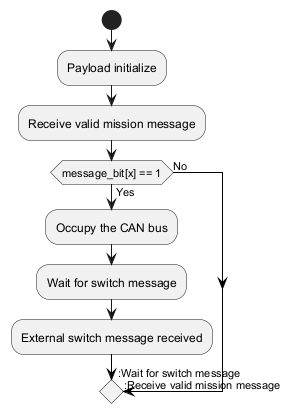 Payload initialize
Receive valid mission message
message_bit[x] == 1
No
Yes
Occupy the CAN bus
Wait for switch message
External switch message received
:Wait for switch message
:Receive valid mission message